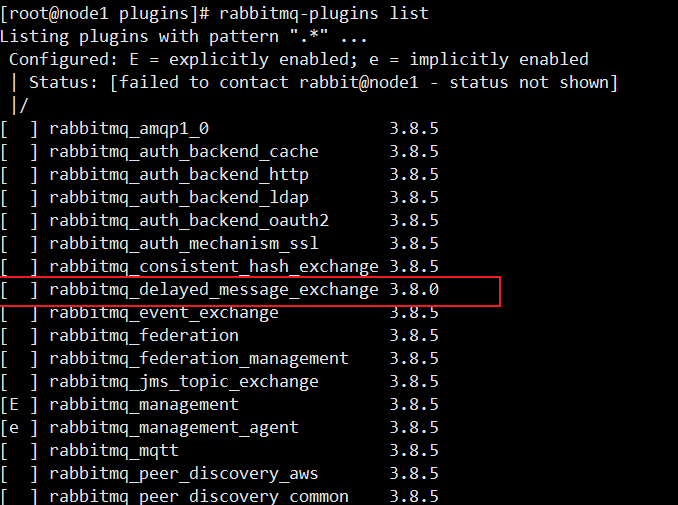 [root@node1 plugins]# rabbitmq-plugins list
Listing plugins with pattern ".*" ...
 Configured: E = explicitly enabled; e = implicitly enabled
 | Status: [failed to contact rabbit@node1 - status not shown]
 |/
[  ] rabbitmq_amqp1_0                  3.8.5
[  ] rabbitmq_auth_backend_cache       3.8.5
[  ] rabbitmq_auth_backend_http        3.8.5
[  ] rabbitmq_auth_backend_ldap        3.8.5
[  ] rabbitmq_auth_backend_oauth2      3.8.5
[  ] rabbitmq_auth_mechanism_ssl       3.8.5
[  ] rabbitmq_consistent_hash_exchange 3.8.5
[  ] rabbitmq_delayed_message_exchange 3.8.0
[  ] rabbitmq_event_exchange           3.8.5
[  ] rabbitmq_federation               3.8.5
[  ] rabbitmq_federation_management    3.8.5
[  ] rabbitmq_jms_topic_exchange       3.8.5
[E ] rabbitmq_management               3.8.5
[e ] rabbitmq_management_agent         3.8.5
[  ] rabbitmq_mqtt                     3.8.5
[  ] rabbitmq_peer_discovery_aws       3.8.5
[  ] rabbitmq_peer_discovery_common    3.8.5